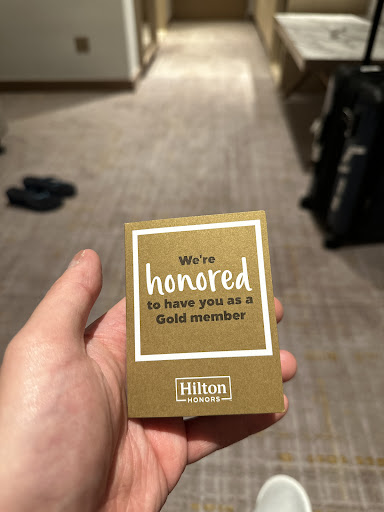 We're
honored
to have you as a
Gold member
Hilton
HONORS